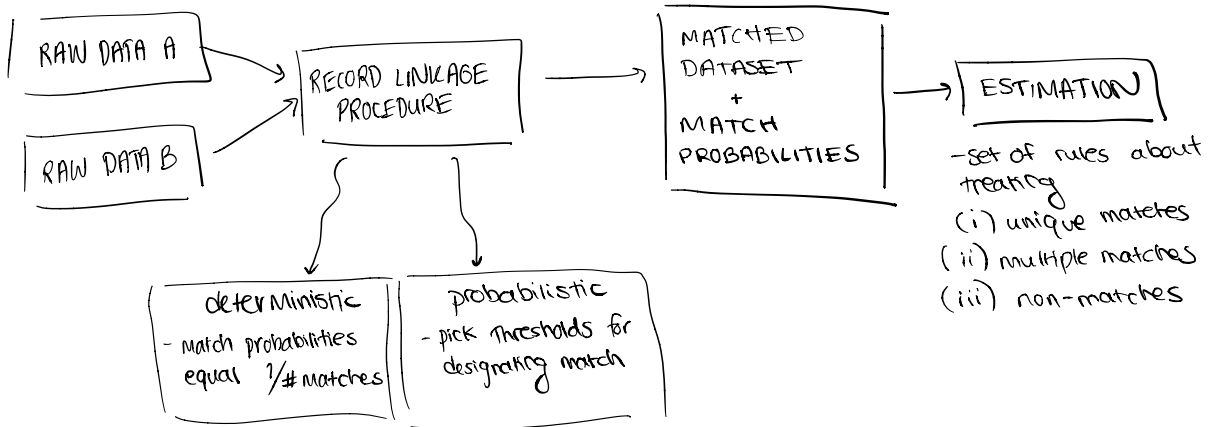 RAW DATA A
RAW DATA B
RECORD LINKAGE
PROCEDURE
MATCHED
DATASET
+
MATCH
PROBABILITIES
ESTIMATION
-set of rules about
treating
(i) unique matches
(ii) multiple matches
(iii) non-matches
deterministic
- match probabilities
equal 1/# matches
probabilistic
- pick thresholds for
designating match